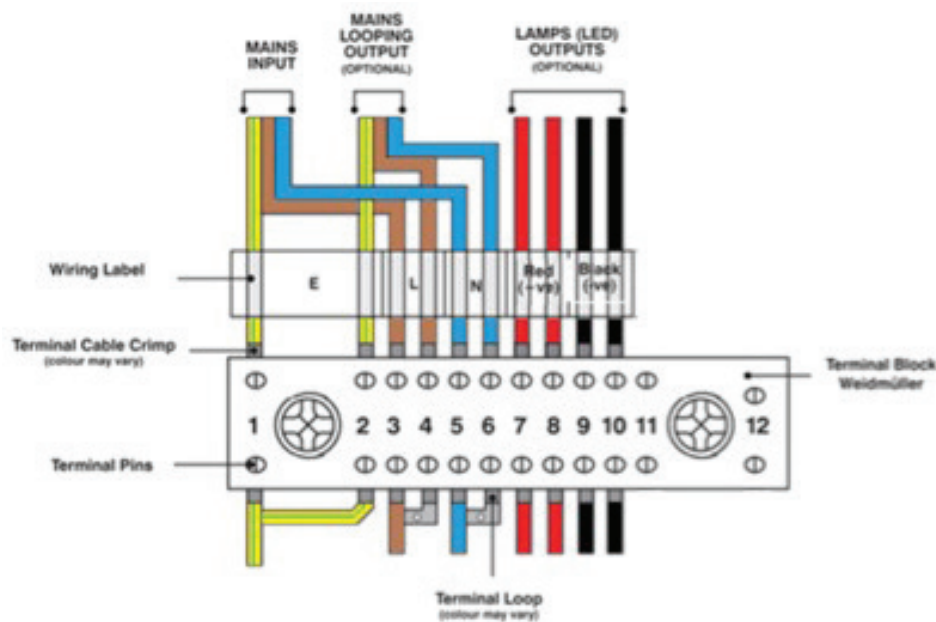 MAINS
INPUT
MAINS
LOOPING
OUTPUT
(OPTIONAL)
LAMPS (LED)
OUTPUTS
(OPTIONAL)
Wiring Label
E
L
N
Red
(+ve)
Black
(-ve)
Terminal Cable Crimp
(colour may vary)
Terminal Block
Weidmüller
1 2 3 4 5 6 7 8 9 10 11 12
Terminal Pins
Terminal Loop
(colour may vary)